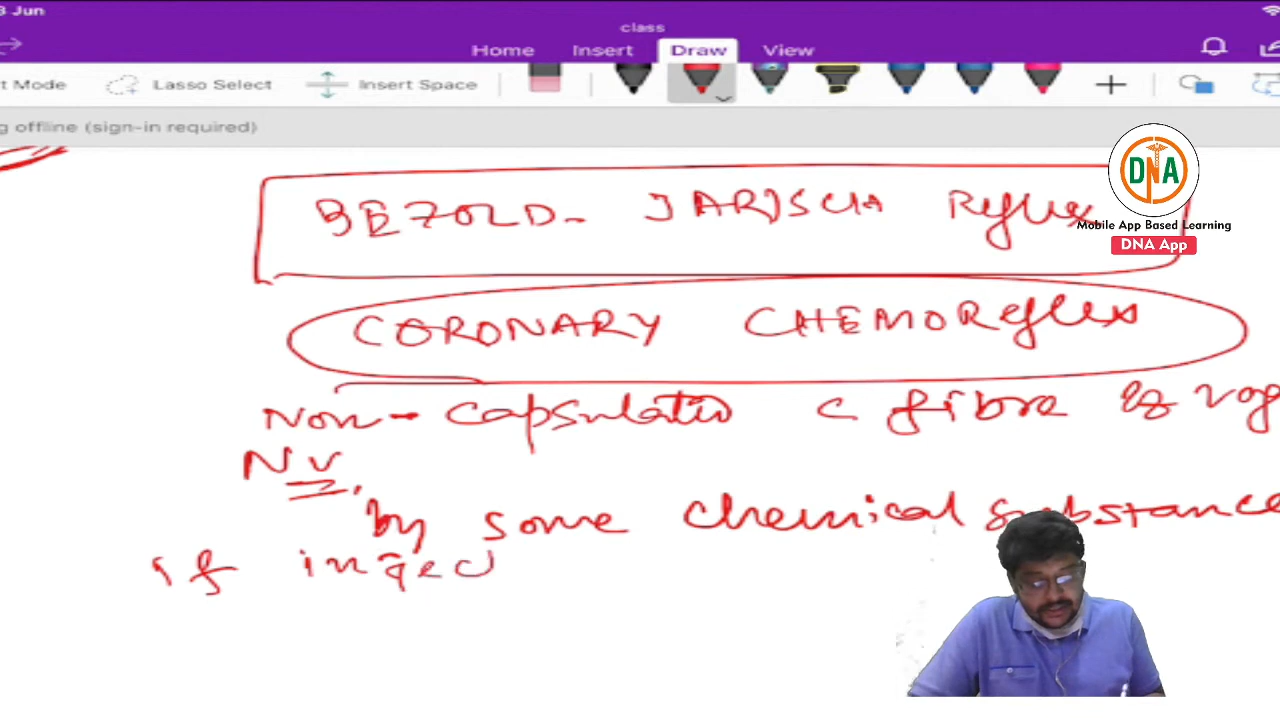 3 Jun
class
Home Insert Draw View
t Mode Lasso Select Insert Space
g offline (sign-in required)
DNA
Mobile App Based Learning
DNA App
BEZOLD- JARISCH Reflex
CORONARY CHEMOReflex
Non- capsulated C fibre of vag
Nv
by some chemical substance
if injec